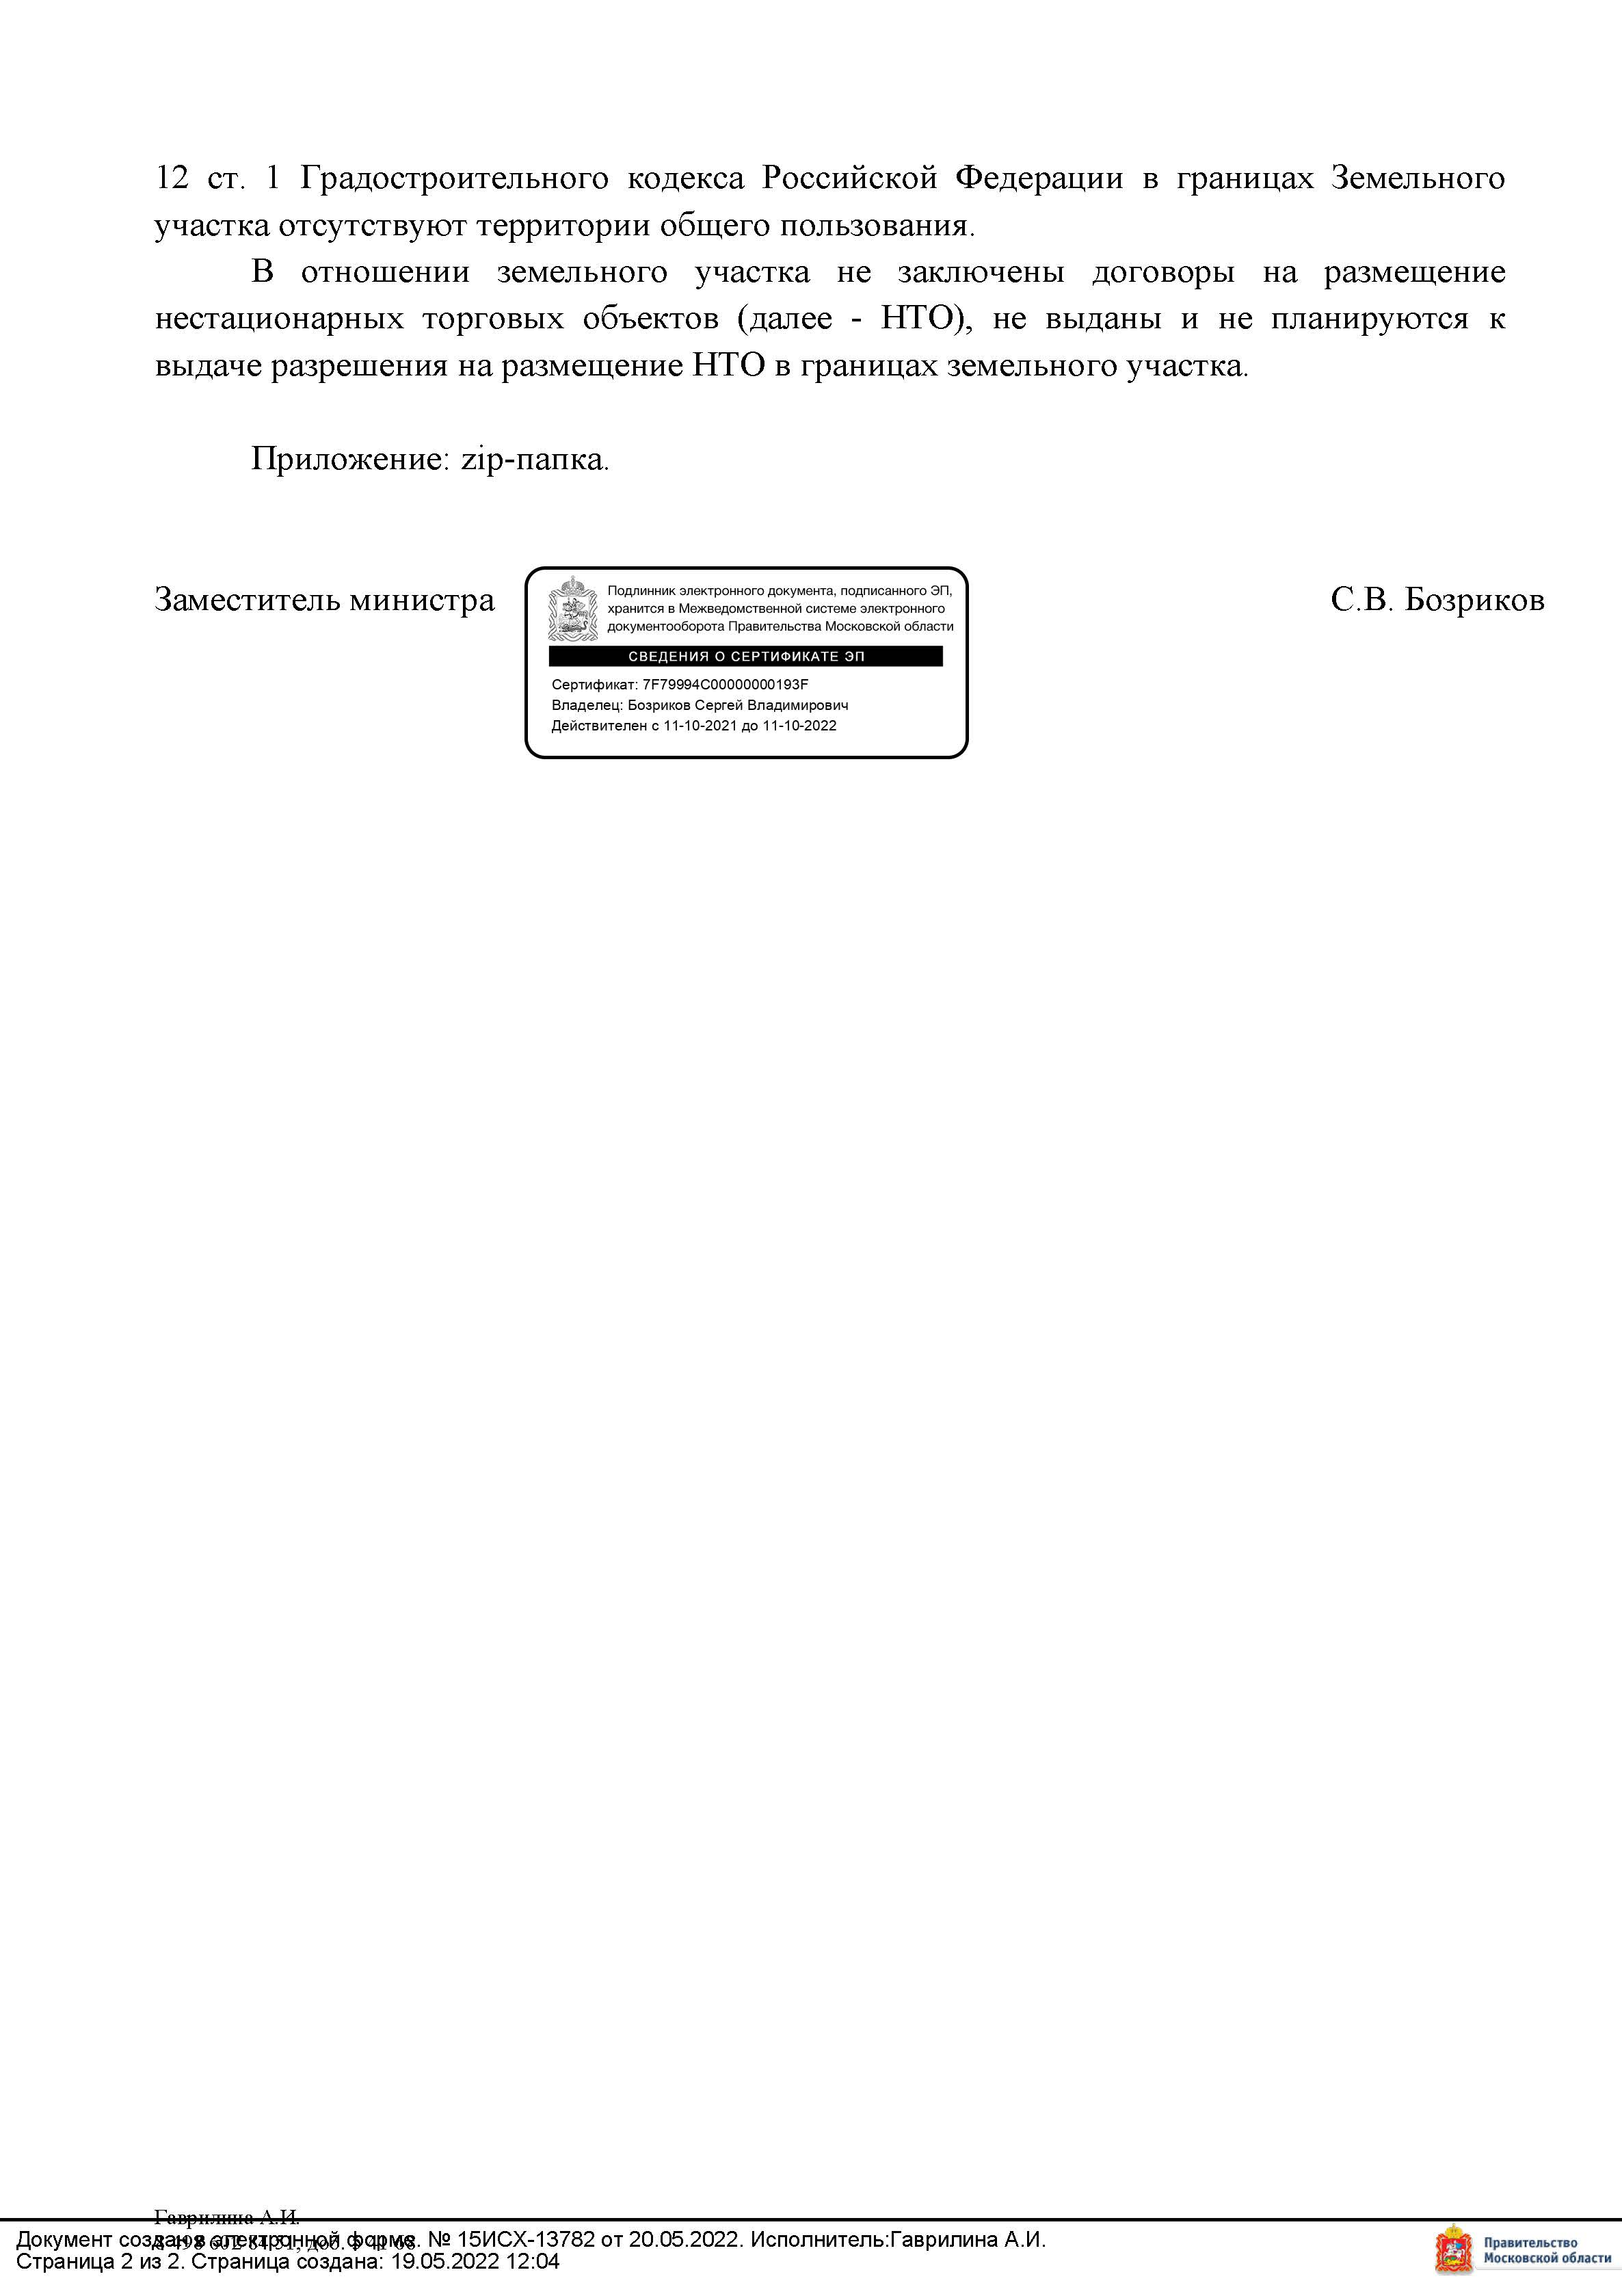 12 ст. 1 Градостроительного кодекса Российской Федерации в границах Земельного
участка отсутствуют территории общего пользования.
В отношении земельного участка не заключены договоры на размещение
нестационарных торговых объектов (далее - НТО), не выданы и не планируются к
выдаче разрешения на размещение НТО в границах земельного участка.
Приложение: zip-папка.
Заместитель министра
Подлинник электронного документа, подписанного ЭП,
хранится в Межведомственной системе электронного
документооборота Правительства Московской области
СВЕДЕНИЯ О СЕРТИФИКАТЕ ЭП
Сертификат: 7F79994C00000000193F
Владелец: Бозриков Сергей Владимирович
Действителен с 11-10-2021 до 11-10-2022
С.В. Бозриков
Гаврилина А.И.
Документ создан в электронной форме. № 15ИСХ-13782 от 20.05.2022. Исполнитель:Гаврилина А.И.
Страница 2 из 2. Страница создана: 19.05.2022 12:04
Правительство
Московской области